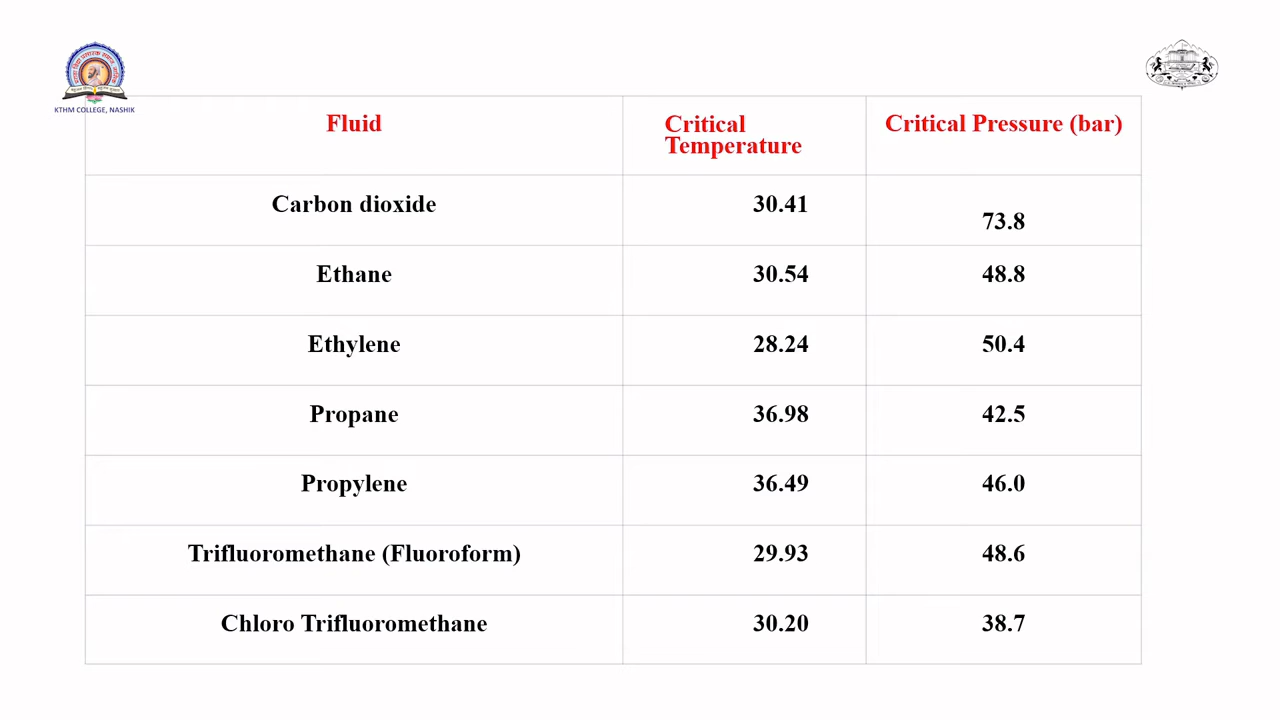 KTHM COLLEGE, NASHIK
Fluid
Critical
Temperature
Critical Pressure (bar)
Carbon dioxide
30.41
73.8
Ethane
30.54
48.8
Ethylene
28.24
50.4
Propane
36.98
42.5
Propylene
36.49
46.0
Trifluoromethane (Fluoroform)
29.93
48.6
Chloro Trifluoromethane
30.20
38.7